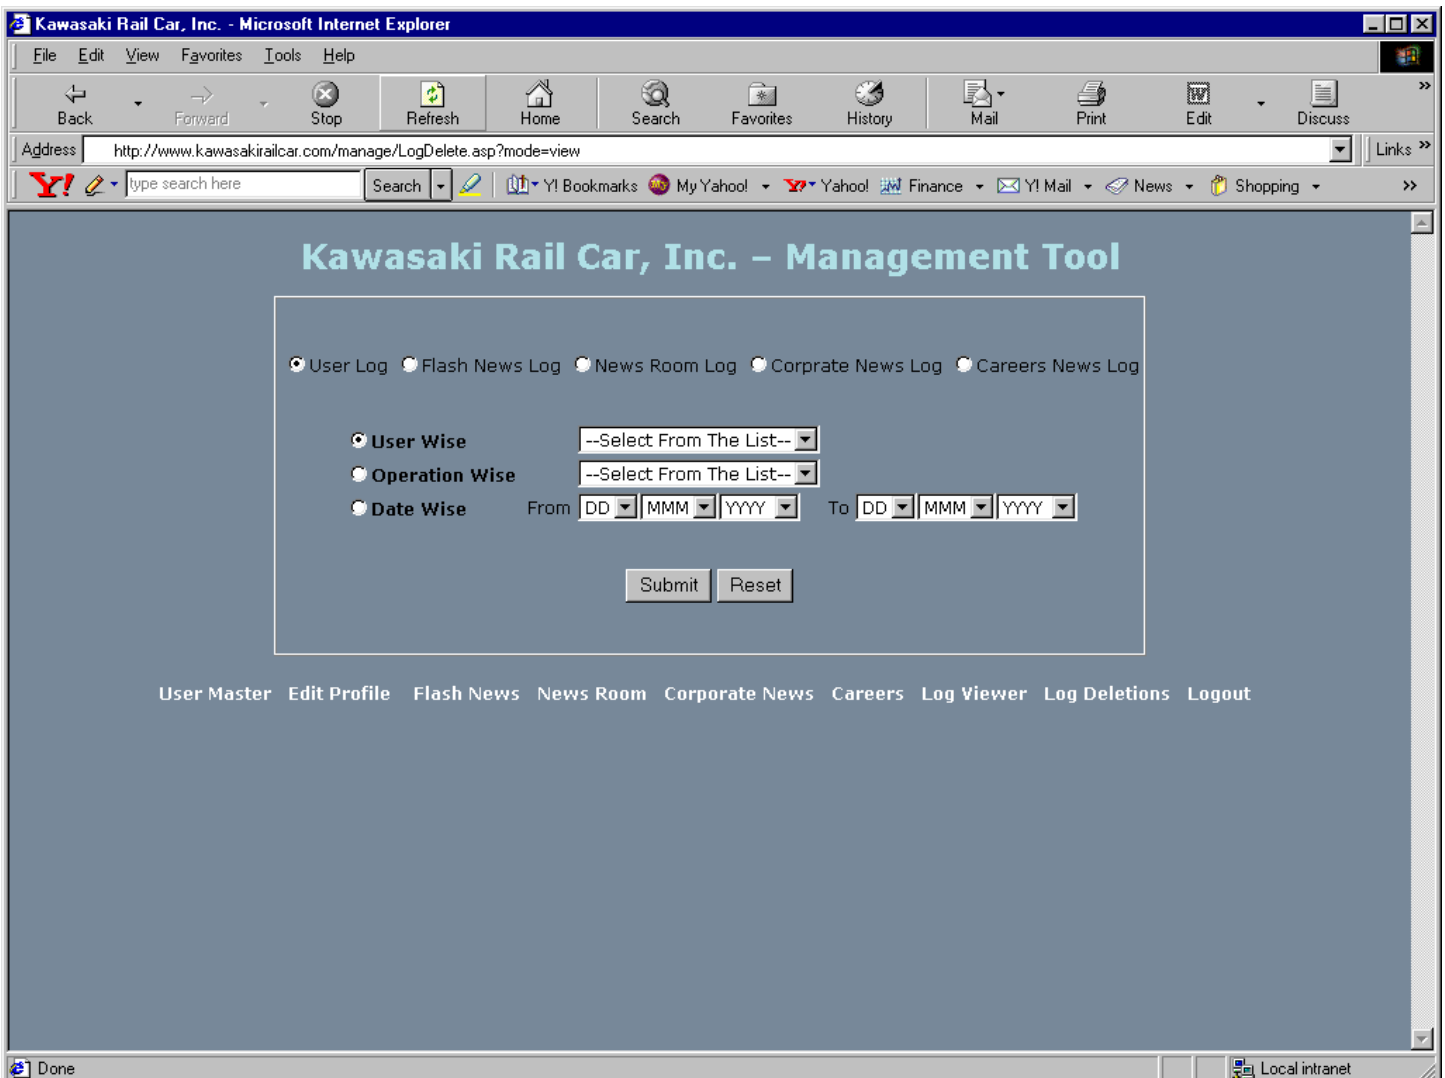 Kawasaki Rail Car, Inc. - Microsoft Internet Explorer
File Edit View Favorites Tools Help
Back Forward Stop Refresh Home Search Favorites History Mail Print Edit Discuss »
Address http://www.kawasakirailcar.com/manage/LogDelete.asp?mode=view Links »
Y! type search here Search Y! Bookmarks My Yahoo! Yahoo! Finance Y! Mail News Shopping »
Kawasaki Rail Car, Inc. – Management Tool
User Log Flash News Log News Room Log Corprate News Log Careers News Log
User Wise --Select From The List--
Operation Wise --Select From The List--
Date Wise From DD MMM YYYY To DD MMM YYYY
Submit Reset
User Master Edit Profile Flash News News Room Corporate News Careers Log Viewer Log Deletions Logout
Done Local intranet